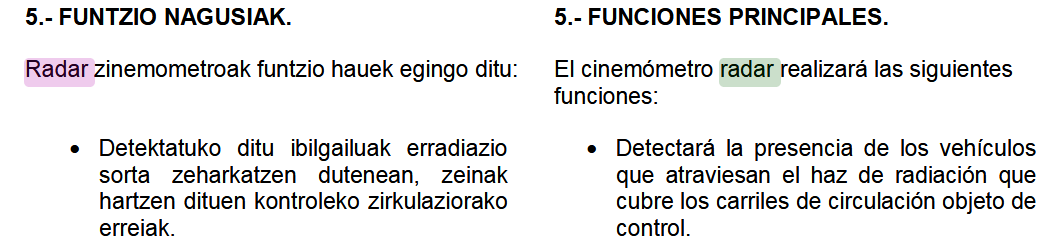 5.- FUNTZIO NAGUSIAK.
Radar zinemometroak funtzio hauek egingo ditu:
• Detektatuko ditu ibilgailuak erradiazio
sorta zeharkatzen dutenean, zeinak
hartzen dituen kontroleko zirkulaziorako
erreiak.
5.- FUNCIONES PRINCIPALES.
El cinemómetro radar realizará las siguientes
funciones:
• Detectará la presencia de los vehículos
que atraviesan el haz de radiación que
cubre los carriles de circulación objeto de
control.